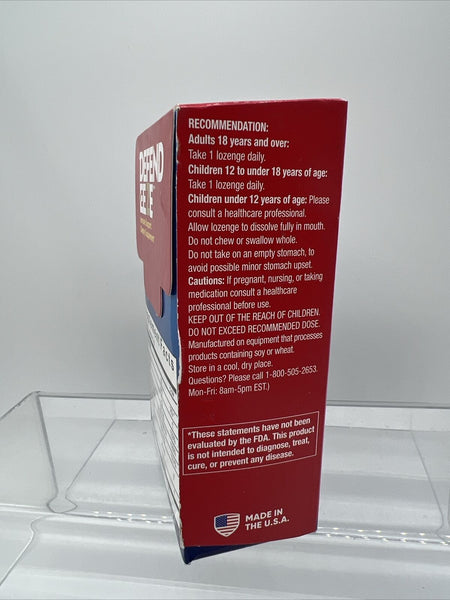 RECOMMENDATION:
Adults 18 years and over:
Take 1 lozenge daily.
Children 12 to under 18 years of age:
Take 1 lozenge daily.
Children under 12 years of age: Please
consult a healthcare professional.
Allow lozenge to dissolve fully in mouth.
Do not chew or swallow whole.
Do not take on an empty stomach, to
avoid possible minor stomach upset.
Cautions: If pregnant, nursing, or taking
medication consult a healthcare
professional before use.
KEEP OUT OF THE REACH OF CHILDREN.
DO NOT EXCEED RECOMMENDED DOSE.
Manufactured on equipment that processes
products containing soy or wheat.
Store in a cool, dry place.
Questions? Please call 1-800-505-2653.
Mon-Fri: 8am-5pm EST.)
*These statements have not been
evaluated by the FDA. This product
is not intended to diagnose, treat,
cure, or prevent any disease.
MADE IN
THE U.S.A.
DEFEND
Facts